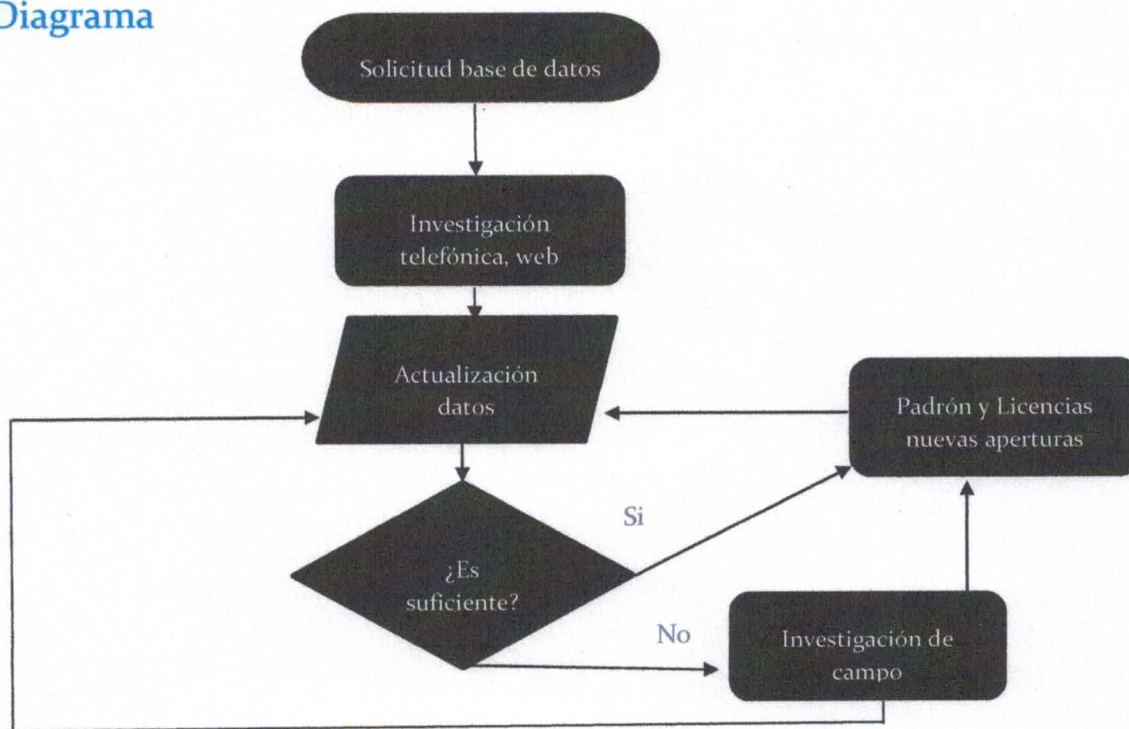 Diagrama
Solicitud base de datos
Investigación
telefónica, web
Actualización
datos
Padrón y Licencias
nuevas aperturas
Si
¿Es
suficiente?
No
Investigación de
campo